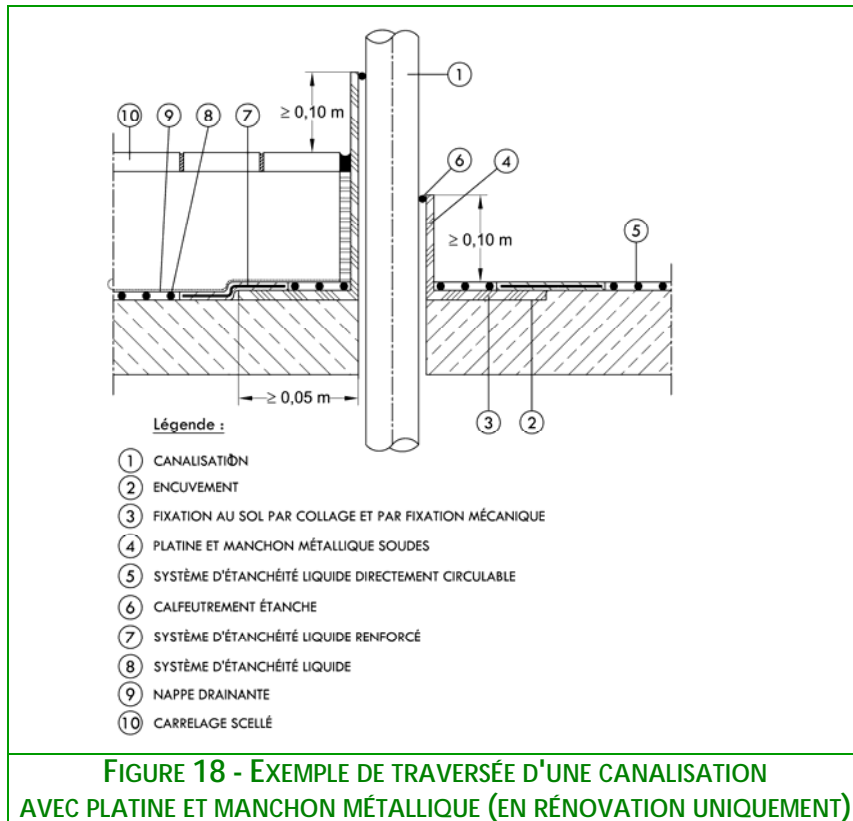 1
≥ 0,10 m
10
9
8
7
6
4
≥ 0,10 m
5
≥ 0,05 m
3
2
Légende :
1 CANALISATION
2 ENCUVEMENT
3 FIXATION AU SOL PAR COLLAGE ET PAR FIXATION MÉCANIQUE
4 PLATINE ET MANCHON MÉTALLIQUE SOUDES
5 SYSTÈME D'ÉTANCHÉITÉ LIQUIDE DIRECTEMENT CIRCULABLE
6 CALFEUTREMENT ÉTANCHE
7 SYSTÈME D'ÉTANCHÉITÉ LIQUIDE RENFORCÉ
8 SYSTÈME D'ÉTANCHÉITÉ LIQUIDE
9 NAPPE DRAINANTE
10 CARRELAGE SCELLÉ
FIGURE 18 - EXEMPLE DE TRAVERSÉE D'UNE CANALISATION
AVEC PLATINE ET MANCHON MÉTALLIQUE (EN RÉNOVATION UNIQUEMENT)